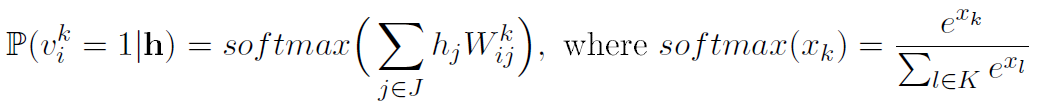 ℙ(v_i^k = 1|𝐡) = softmax(∑_{j∈J} h_j W_{ij}^k), where softmax(x_k) = e^{x_k} / ∑_{l∈K} e^{x_l}